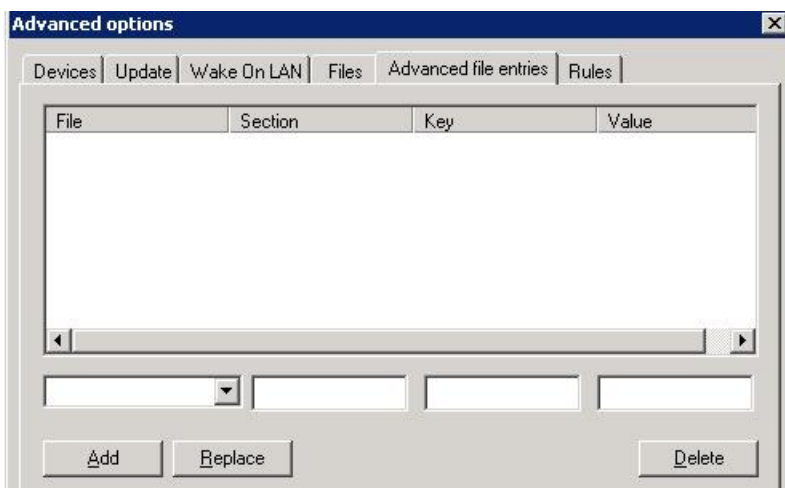 Advanced options
Devices Update Wake On LAN Files Advanced file entries Rules
File Section Key Value
Add Replace Delete